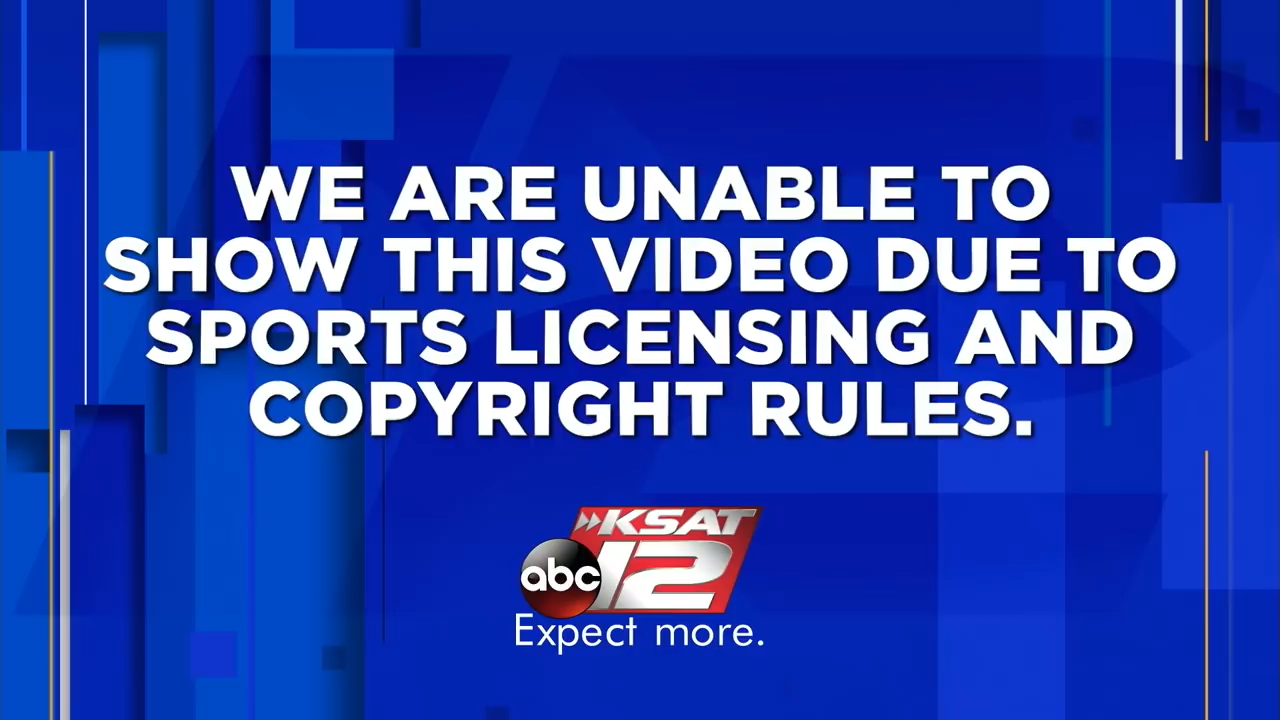 WE ARE UNABLE TO
SHOW THIS VIDEO DUE TO
SPORTS LICENSING AND
COPYRIGHT RULES.
KSAT
abc 12
Expect more.